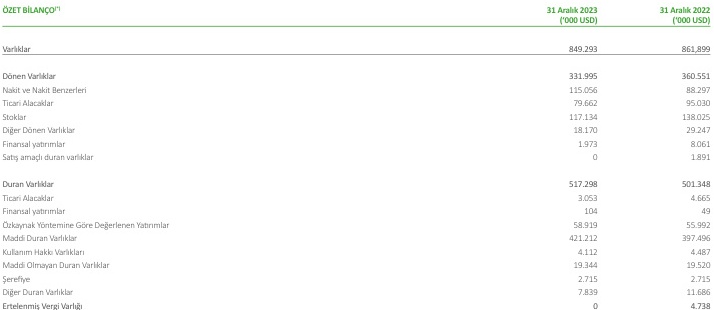 ÖZET BİLANÇO(*) 31 Aralık 2023 31 Aralık 2022
('000 USD) ('000 USD)
Varlıklar 849.293 861,899
Dönen Varlıklar 331.995 360.551
Nakit ve Nakit Benzerleri 115.056 88.297
Ticari Alacaklar 79.662 95.030
Stoklar 117.134 138.025
Diğer Dönen Varlıklar 18.170 29.247
Finansal yatırımlar 1.973 8.061
Satış amaçlı duran varlıklar 0 1.891
Duran Varlıklar 517.298 501.348
Ticari Alacaklar 3.053 4.665
Finansal yatırımlar 104 49
Özkaynak Yöntemine Göre Değerlenen Yatırımlar 58.919 55.992
Maddi Duran Varlıklar 421.212 397.496
Kullanım Hakkı Varlıkları 4.112 4.487
Maddi Olmayan Duran Varlıklar 19.344 19.520
Şerefiye 2.715 2.715
Diğer Duran Varlıklar 7.839 11.686
Ertelenmiş Vergi Varlığı 0 4.738